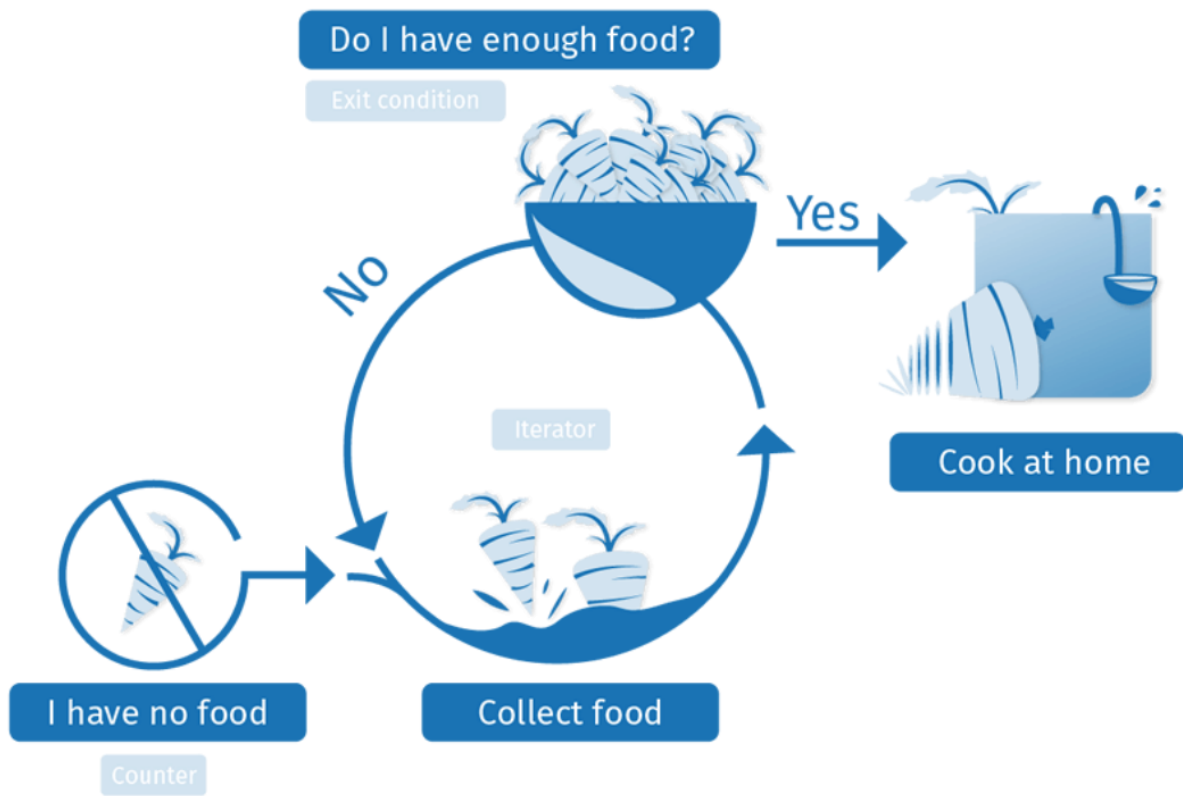 Do I have enough food?
Exit condition
Yes
No
Iterator
Cook at home
I have no food
Collect food
Counter